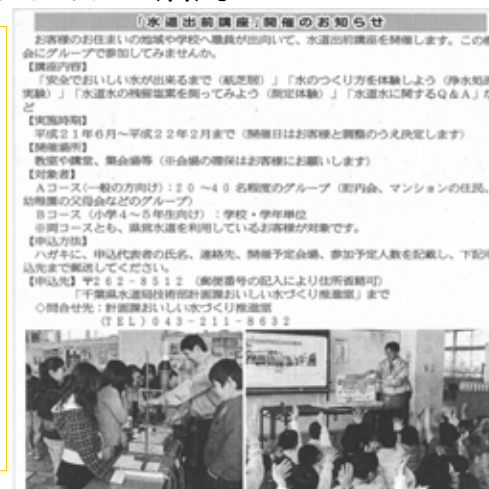 「水道出前講座」開催のお知らせ
お客様のお住まいの地域や学校へ職員が出向いて、水道出前講座を開催します。この機
会にグループで参加してみませんか。
【講座内容】
「安全でおいしい水が出来るまで（紙芝居）」「水のつくり方を体験しよう（浄水処理
実験）」「水道水の残留塩素を測ってみよう（測定体験）」「水道水に関するQ＆A」な
ど
【実施時期】
平成２１年６月～平成２２年２月まで（開催日はお客様と調整のうえ決定します）
【開催場所】
教室や講堂、集会場等（※会場の確保はお客様にお願いします）
【対象者】
Ａコース（一般の方向け）：２０～４０名程度のグループ（町内会、マンションの住民、
幼稚園の父母会などのグループ）
Ｂコース（小学４～５年生向け）：学校・学年単位
※両コースとも、県営水道を利用しているお客様が対象です。
【申込方法】
ハガキに、申込代表者の氏名、連絡先、開催予定会場、参加予定人数を記載し、下記申
込先まで郵送してください。
【申込先】〒２６２－８５１２（郵便番号の記入により住所省略可）
「千葉県水道局技術部計画課おいしい水づくり推進室」まで
◇問合せ先：計画課おいしい水づくり推進室
（ＴＥＬ）０４３－２１１－８６３２